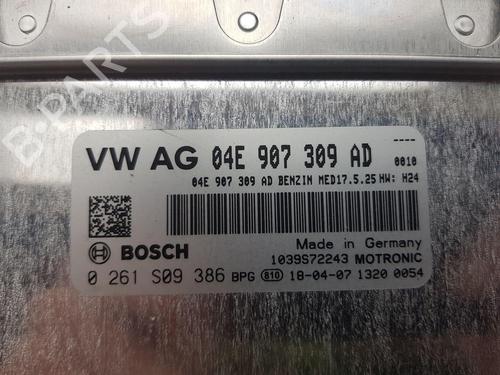 B-PARTS
----
VW AG 04E 907 309 AD 0010
04E 907 309 AD BENZIN MED17.5.25 HW: H24
BOSCH
Made in Germany
1039S72243 MOTRONIC
0 261 S09 386 BPG 810 18-04-07 1320 0054